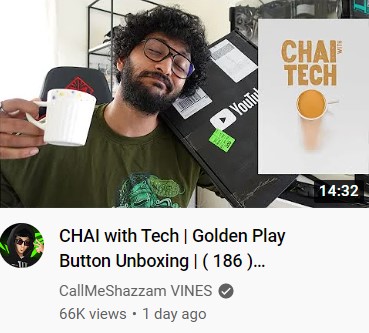 CHAI
WITH
TECH
YouTube
14:32
CHAI with Tech | Golden Play
Button Unboxing | ( 186 )...
CallMeShazzam VINES
66K views • 1 day ago